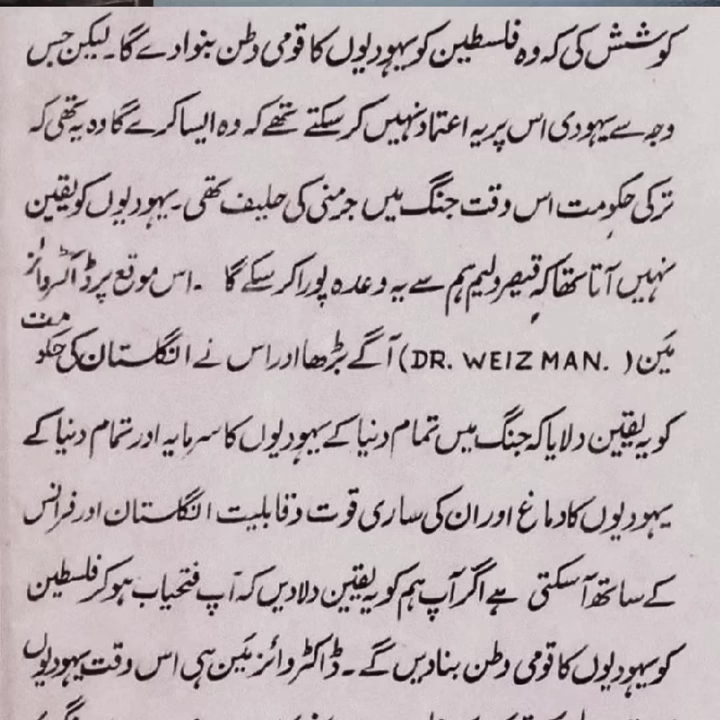 کوشش کی کہ وہ فلسطین کو یہودیوں کا قومی وطن بنوا دے گا۔ لیکن جس
وجہ سے یہودی اس پر یہ اعتماد نہیں کر سکتے تھے کہ وہ ایسا کرے گا وہ یہ تھی کہ
ترکی حکومت اس وقت جنگ میں جرمنی کی حلیف تھی۔ یہودیوں کو یقین
نہیں آتا تھا کہ قیصر ولیم ہم سے یہ وعدہ پورا کر سکے گا ۔ اس موقع پر ڈاکٹر وائز
مَین ( DR. WEIZMAN. ) آگے بڑھا اور اس نے انگلستان کی حکومت
کو یہ یقین دلایا کہ جنگ میں تمام دنیا کے یہودیوں کا سرمایہ اور تمام دنیا کے
یہودیوں کا دماغ اور ان کی ساری قوت و قابلیت انگلستان اور فرانس
کے ساتھ آ سکتی ہے اگر آپ ہم کو یہ یقین دلا دیں کہ آپ فتحیاب ہو کر فلسطین
کو یہودیوں کا قومی وطن بنا دیں گے ۔ ڈاکٹر وائز مَین ہی اس وقت یہودیوں